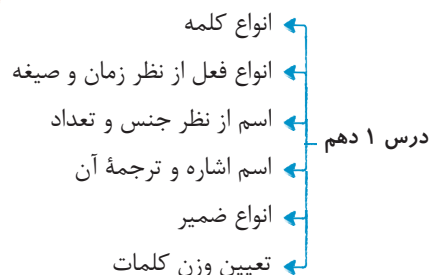 درس ۱ دهم
انواع کلمه
انواع فعل از نظر زمان و صیغه
اسم از نظر جنس و تعداد
اسم اشاره و ترجمهٔ آن
انواع ضمیر
تعیین وزن کلمات